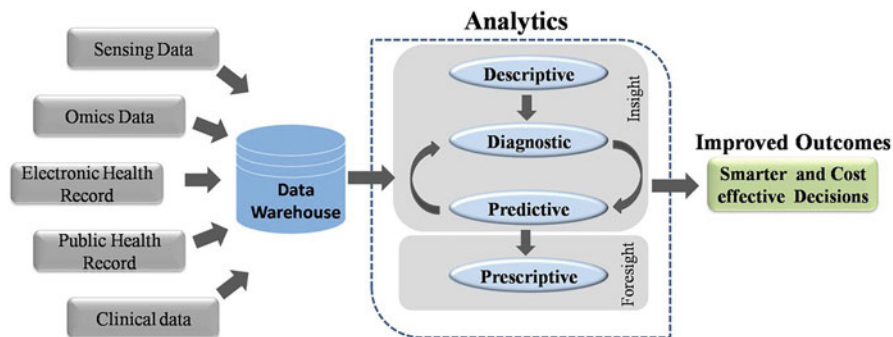 Sensing Data
Omics Data
Electronic Health
Record
Public Health
Record
Clinical data
Data
Warehouse
Analytics
Descriptive
Diagnostic
Predictive
Insight
Prescriptive
Foresight
Improved Outcomes
Smarter and Cost
effective Decisions